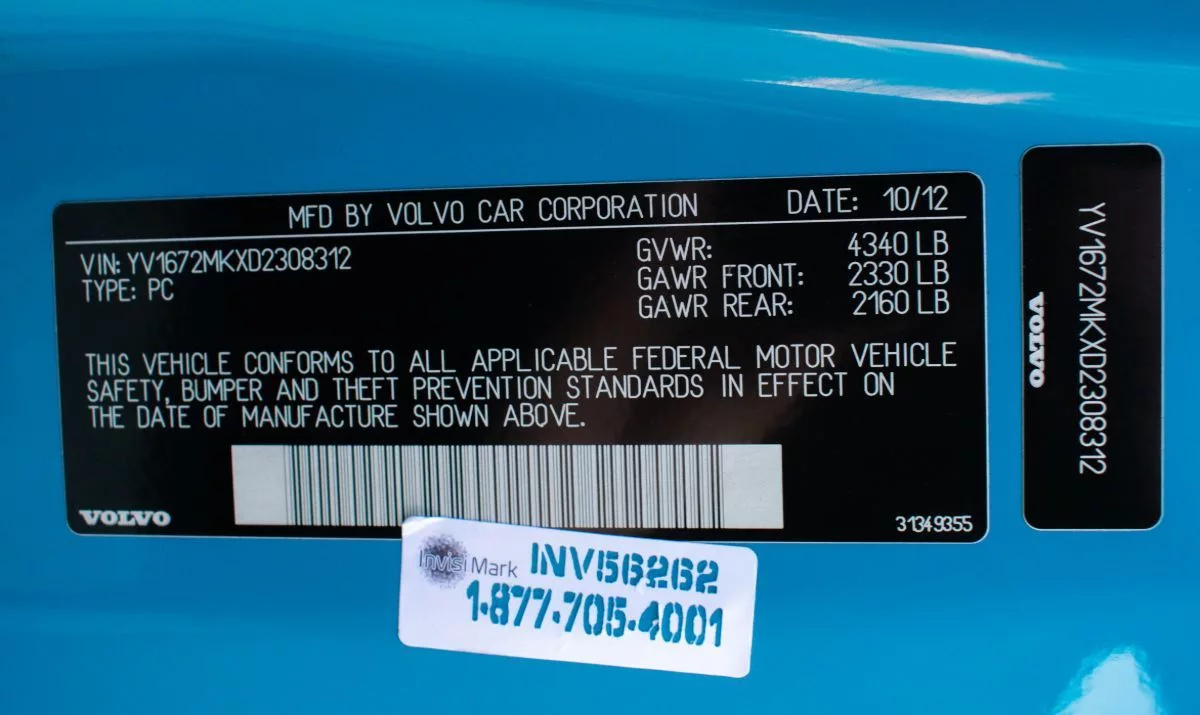 MFD BY VOLVO CAR CORPORATION DATE: 10/12
VIN: YV1672MKXD2308312
TYPE: PC
GVWR: 4340 LB
GAWR FRONT: 2330 LB
GAWR REAR: 2160 LB
THIS VEHICLE CONFORMS TO ALL APPLICABLE FEDERAL MOTOR VEHICLE
SAFETY, BUMPER AND THEFT PREVENTION STANDARDS IN EFFECT ON
THE DATE OF MANUFACTURE SHOWN ABOVE.
VOLVO
31349355
InvisiMark INV56262
1-877-705-4001
YV1672MKXD2308312
VOLVO